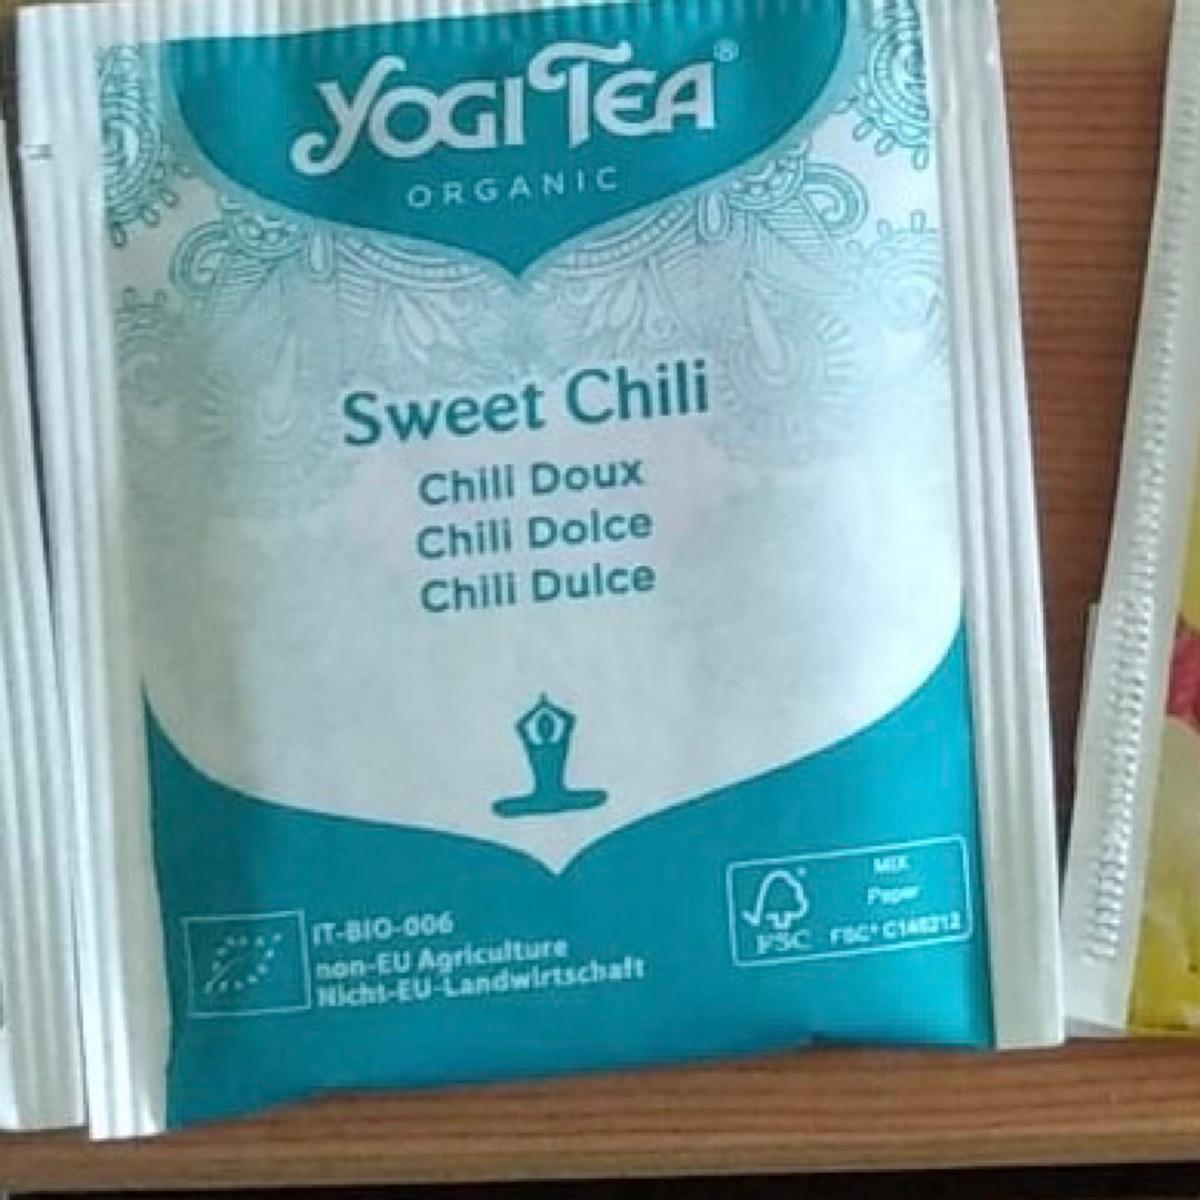 YOGI TEA®
ORGANIC
Sweet Chili
Chili Doux
Chili Dolce
Chili Dulce
IT-BIO-006
non-EU Agriculture
Nicht-EU-Landwirtschaft
MIX
Paper
FSC
FSC®